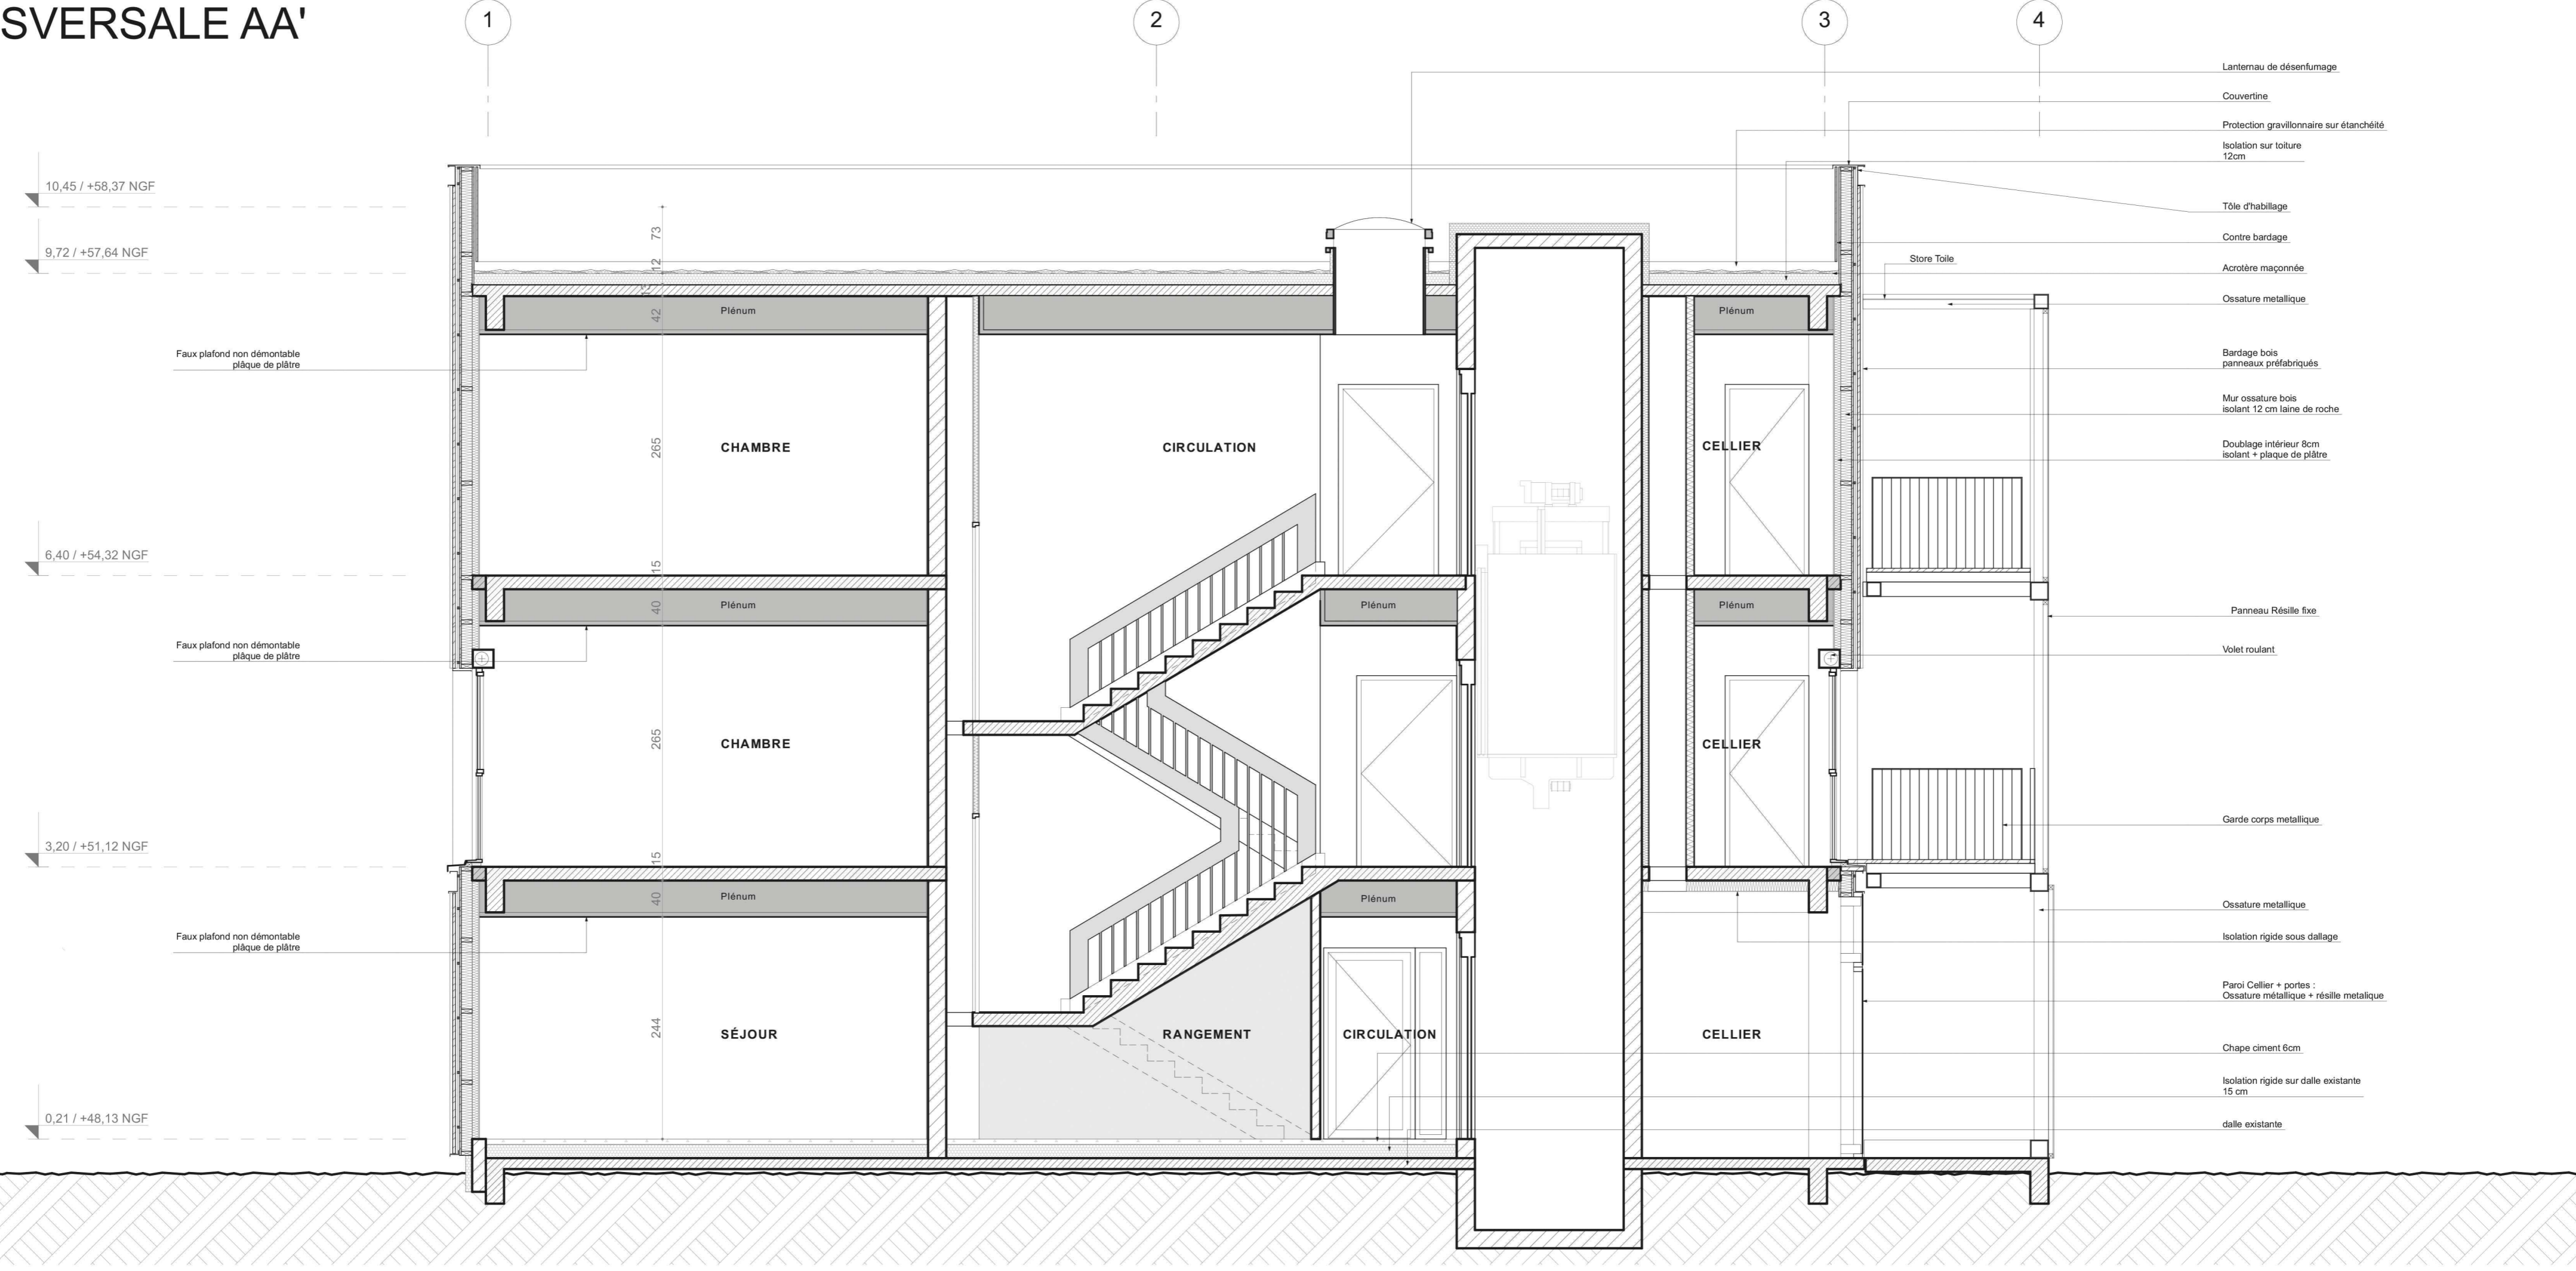 SVERSALE AA'
1
2
3
4
Lanternau de désenfumage
Couvertine
Protection gravillonnaire sur étanchéité
Isolation sur toiture
12cm
10,45 / +58,37 NGF
Tôle d'habillage
73
Contre bardage
9,72 / +57,64 NGF
Store Toile
12
Acrotère maçonnée
Ossature metallique
42
Plénum
Plénum
Faux plafond non démontable
plâque de plâtre
Bardage bois
panneaux préfabriqués
Mur ossature bois
isolant 12 cm laine de roche
265
CHAMBRE
CIRCULATION
CELLIER
Doublage intérieur 8cm
isolant + plaque de plâtre
6,40 / +54,32 NGF
15
40
Plénum
Plénum
Plénum
Panneau Résille fixe
Faux plafond non démontable
plâque de plâtre
Volet roulant
265
CHAMBRE
CELLIER
Garde corps metallique
3,20 / +51,12 NGF
15
40
Plénum
Plénum
Ossature metallique
Faux plafond non démontable
plâque de plâtre
Isolation rigide sous dallage
Paroi Cellier + portes :
Ossature métallique + résille metalique
244
SÉJOUR
RANGEMENT
CIRCULATION
CELLIER
Chape ciment 6cm
Isolation rigide sur dalle existante
15 cm
0,21 / +48,13 NGF
dalle existante